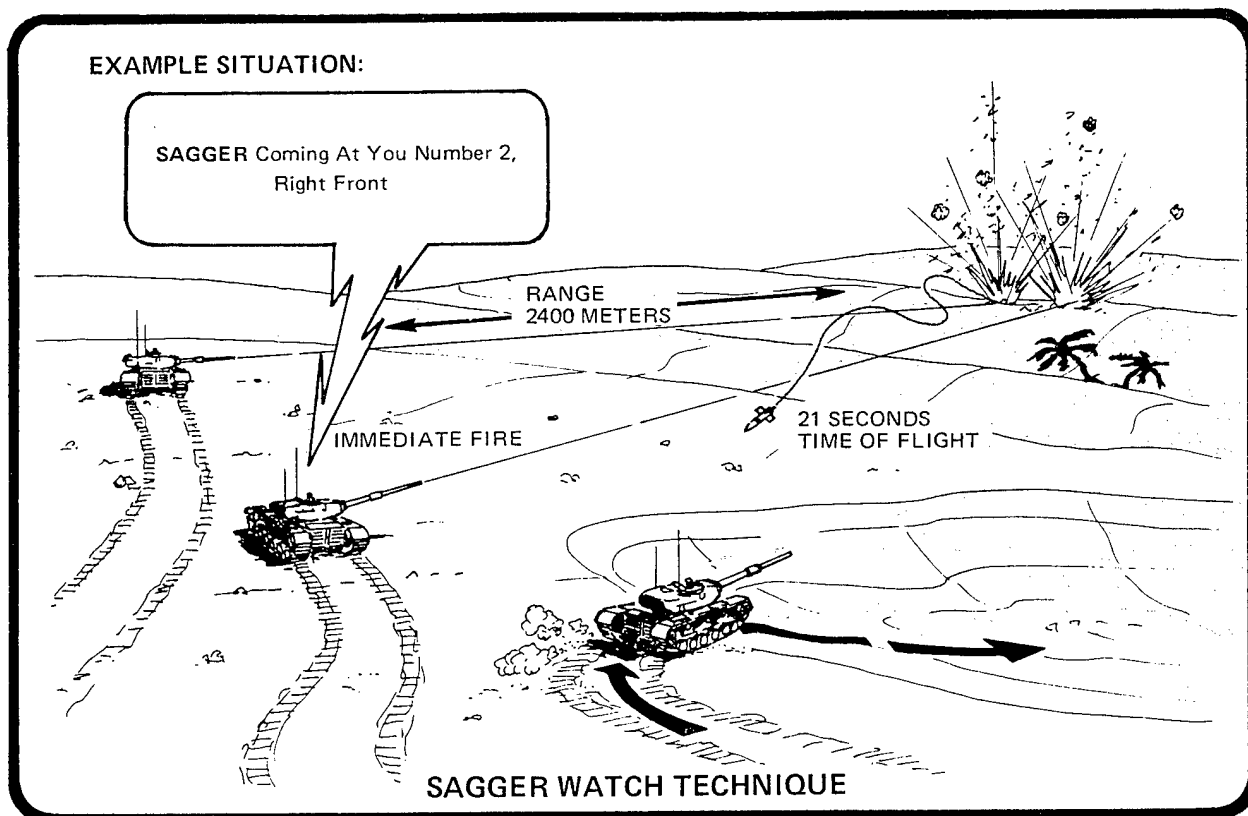 EXAMPLE SITUATION:
SAGGER Coming At You Number 2,
Right Front
RANGE
2400 METERS
IMMEDIATE FIRE
21 SECONDS
TIME OF FLIGHT
SAGGER WATCH TECHNIQUE